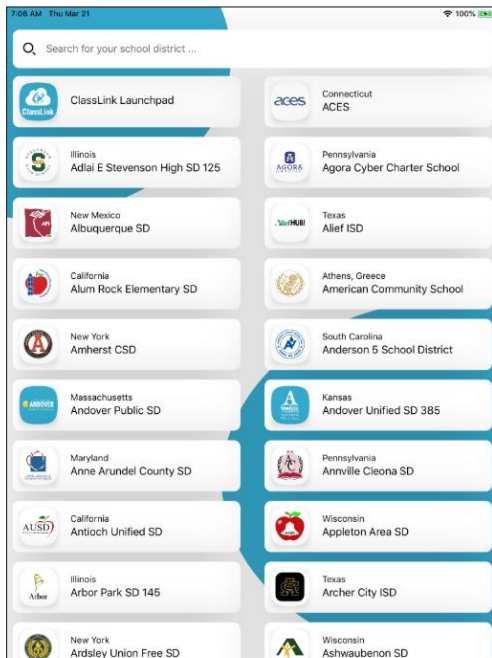 7:06 AM Thu Mar 21
100%
Search for your school district ...
ClassLink
ClassLink Launchpad
aces
Connecticut
ACES
Illinois
Adlai E Stevenson High SD 125
AGORA
Pennsylvania
Agora Cyber Charter School
New Mexico
Albuquerque SD
AliefHUB!
Texas
Alief ISD
California
Alum Rock Elementary SD
Athens, Greece
American Community School
New York
Amherst CSD
South Carolina
Anderson 5 School District
ANDOVER
Massachusetts
Andover Public SD
Kansas
Andover Unified SD 385
Maryland
Anne Arundel County SD
Pennsylvania
Annville Cleona SD
AUSD
California
Antioch Unified SD
Wisconsin
Appleton Area SD
Arbor
Illinois
Arbor Park SD 145
Texas
Archer City ISD
New York
Ardsley Union Free SD
Wisconsin
Ashwaubenon SD